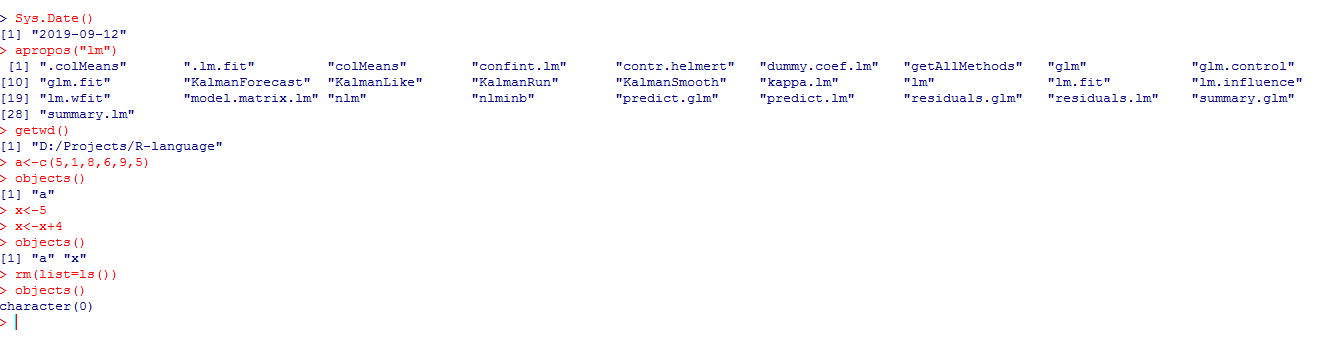 > Sys.Date()
[1] "2019-09-12"
> apropos("lm")
 [1] ".colMeans"       ".lm.fit"         "colMeans"        "confint.lm"      "contr.helmert"   "dummy.coef.lm"   "getAllMethods"   "glm"             "glm.control"
[10] "glm.fit"         "KalmanForecast"  "KalmanLike"      "KalmanRun"       "KalmanSmooth"    "kappa.lm"        "lm"              "lm.fit"          "lm.influence"
[19] "lm.wfit"         "model.matrix.lm" "nlm"             "nlminb"          "predict.glm"     "predict.lm"      "residuals.glm"   "residuals.lm"    "summary.glm"
[28] "summary.lm"
> getwd()
[1] "D:/Projects/R-language"
> a<-c(5,1,8,6,9,5)
> objects()
[1] "a"
> x<-5
> x<-x+4
> objects()
[1] "a" "x"
> rm(list=ls())
> objects()
character(0)
>